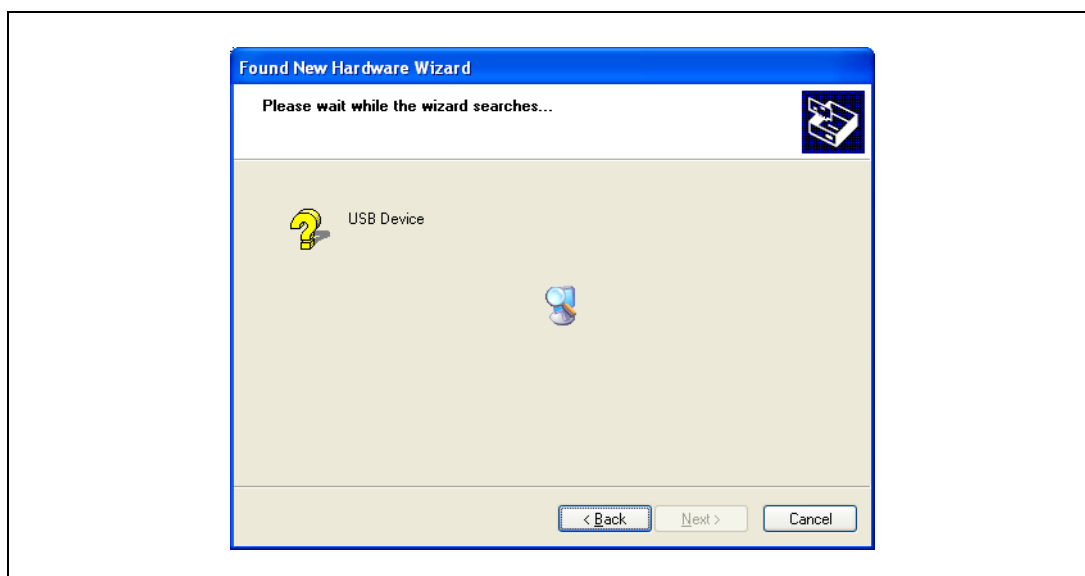 Found New Hardware Wizard
Please wait while the wizard searches...
USB Device
< Back Next > Cancel